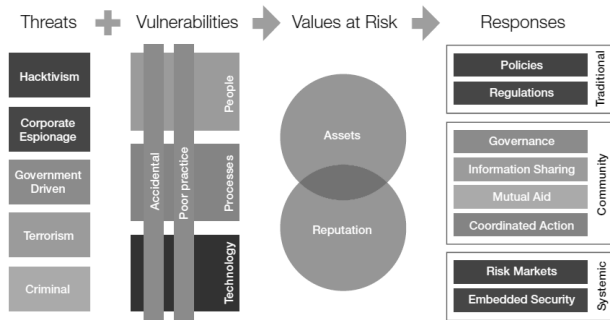 Threats
Vulnerabilities
Values at Risk
Responses
Hacktivism
Corporate
Espionage
Government
Driven
Terrorism
Criminal
Accidental
Poor practice
People
Processes
Technology
Assets
Reputation
Policies
Regulations
Traditional
Governance
Information Sharing
Mutual Aid
Coordinated Action
Community
Risk Markets
Embedded Security
Systemic